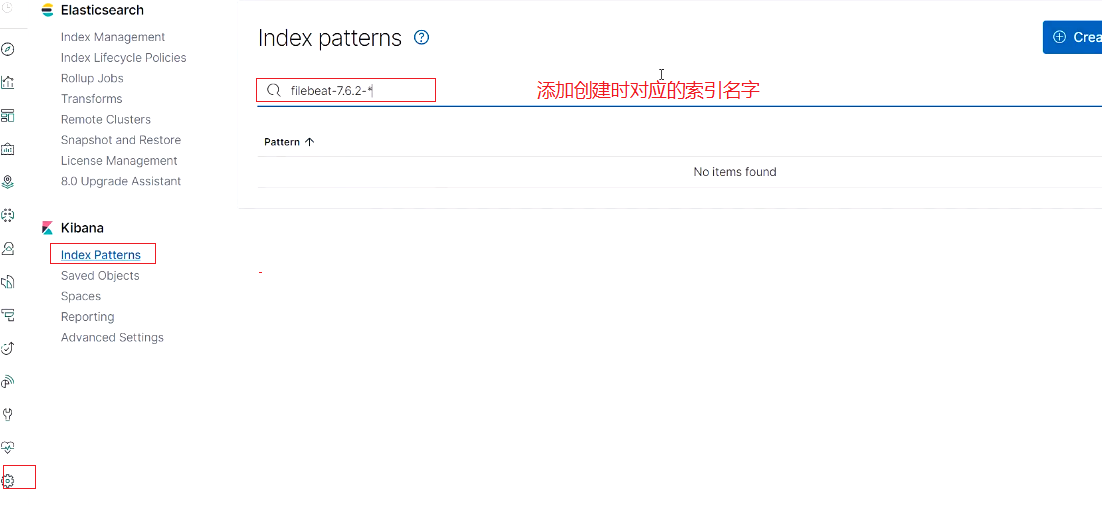 Elasticsearch
Index Management
Index Lifecycle Policies
Rollup Jobs
Transforms
Remote Clusters
Snapshot and Restore
License Management
8.0 Upgrade Assistant
Kibana
Index Patterns
Saved Objects
Spaces
Reporting
Advanced Settings
Index patterns
Crea
filebeat-7.6.2-*
添加创建时对应的索引名字
Pattern
No items found